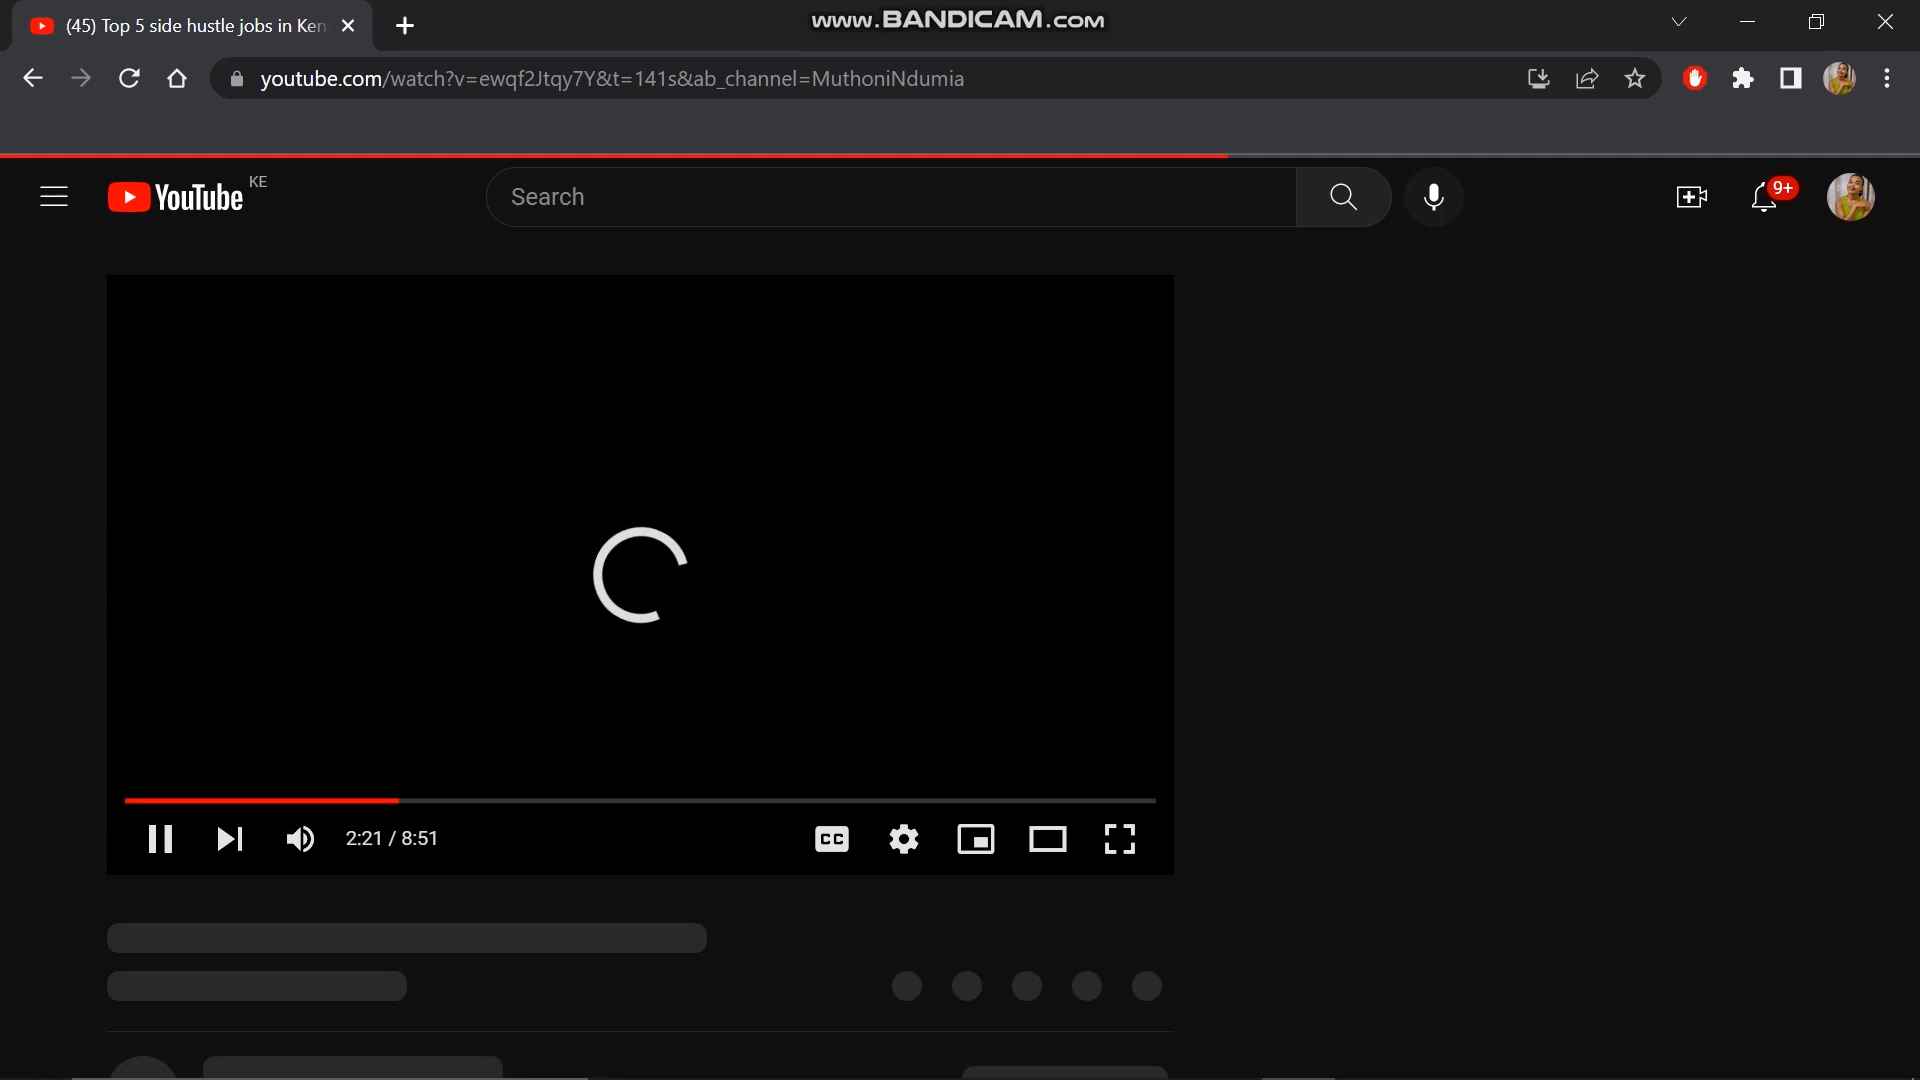 (45) Top 5 side hustle jobs in Ken
www.BANDICAM.COM
youtube.com/watch?v=ewqf2Jtqy7Y&t=141s&ab_channel=MuthoniNdumia
YouTube KE
Search
9+
2:21 / 8:51
CC